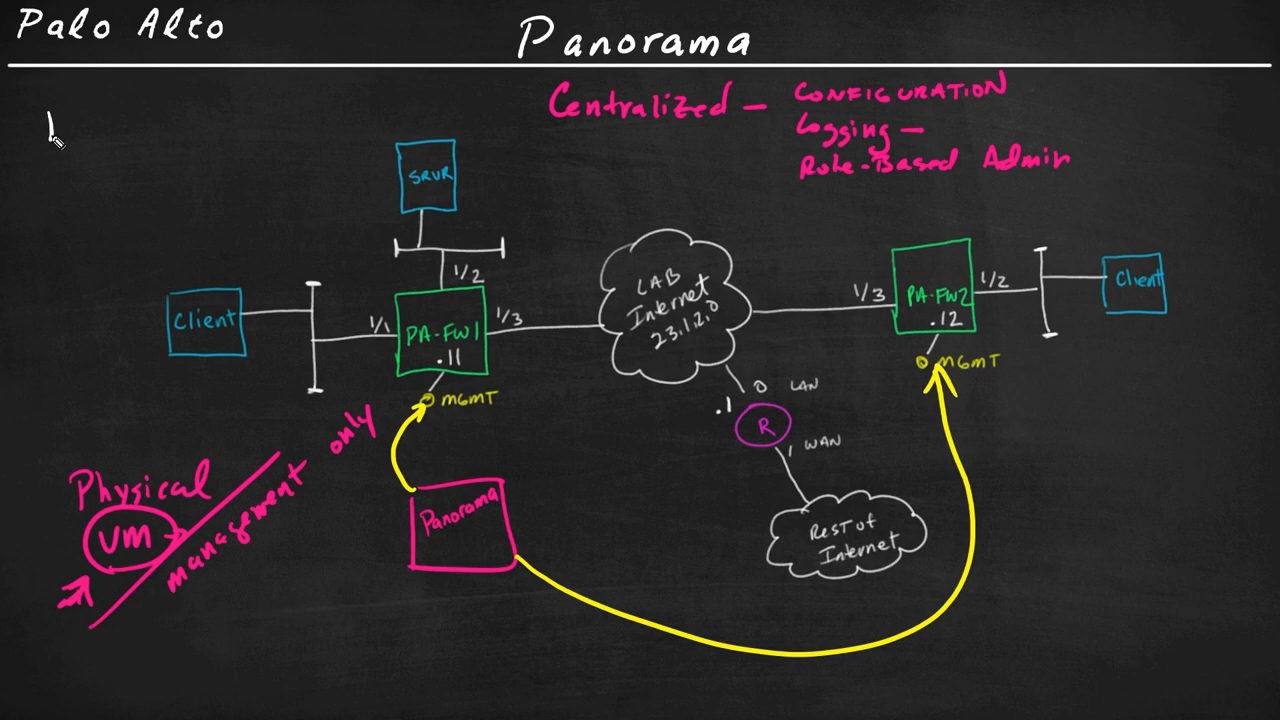 Palo Alto
Panorama
Centralized – CONFIGURATION
Logging –
Role-Based Admin
SRVR
1/2
Client
1/1
PA-FW1
.11
1/3
MGMT
LAB
Internet
23.1.2.0
1/3
PA-FW2
.12
1/2
Client
MGMT
0 LAN
.1
R
1 WAN
Rest of
Internet
Physical
VM
management only
Panorama